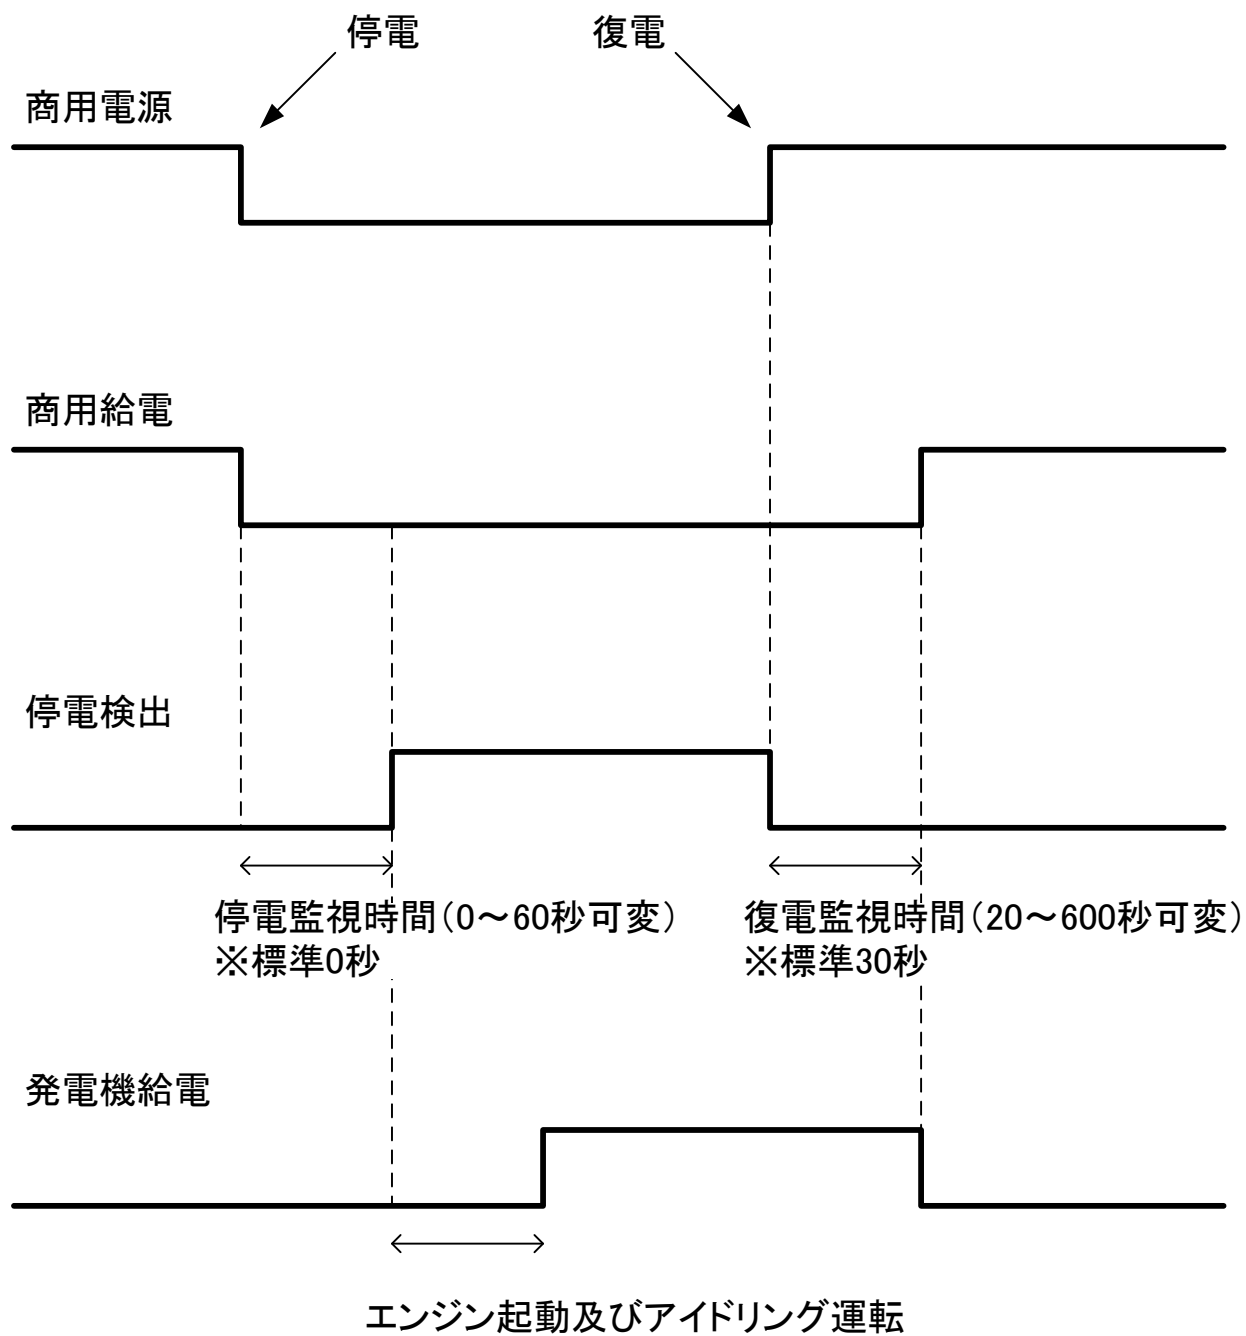 停電
復電
商用電源
商用給電
停電検出
停電監視時間(0～60秒可変)
※標準0秒
復電監視時間(20～600秒可変)
※標準30秒
発電機給電
エンジン起動及びアイドリング運転